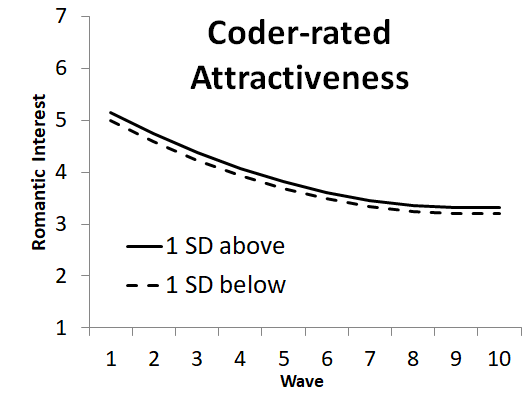 Coder-rated
Attractiveness
Romantic Interest
7
6
5
4
3
2
1
1 SD above
1 SD below
1 2 3 4 5 6 7 8 9 10
Wave